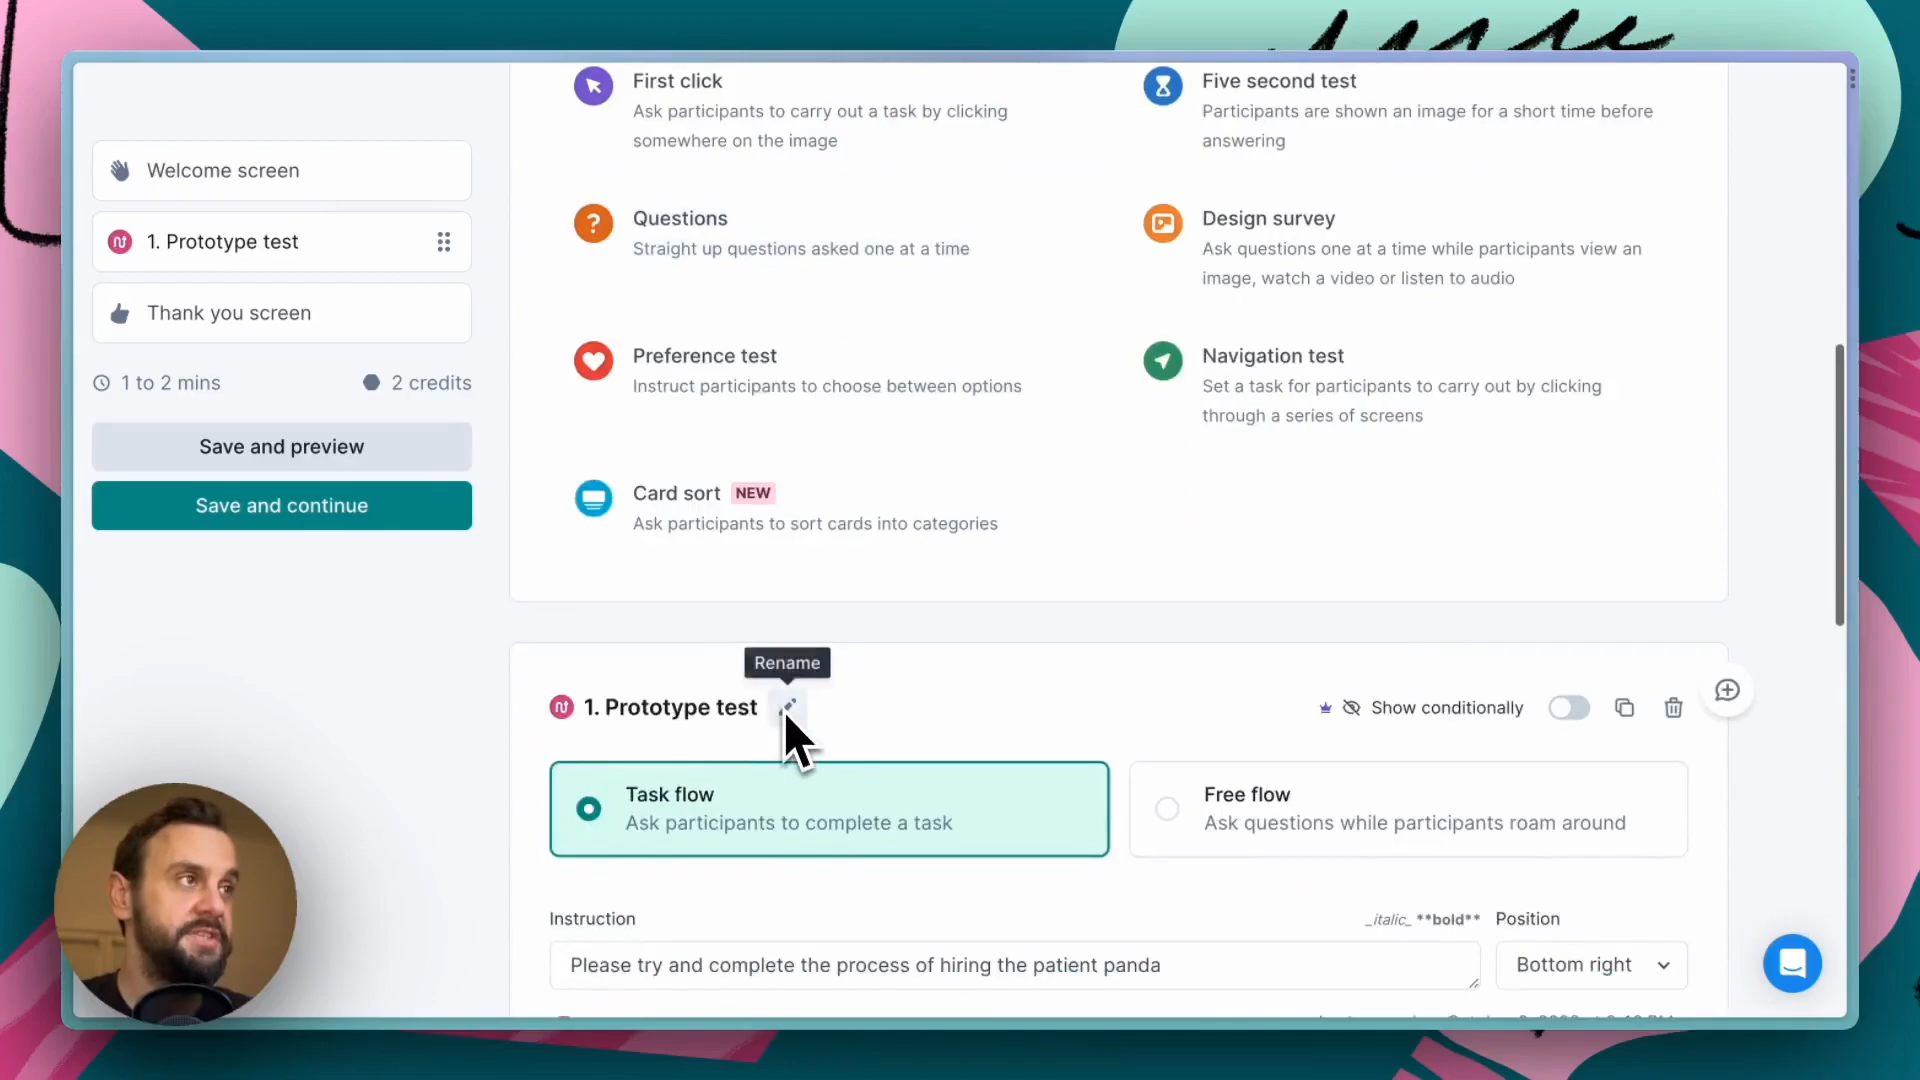 Welcome screen
1. Prototype test
Thank you screen
1 to 2 mins
2 credits
Save and preview
Save and continue
First click
Ask participants to carry out a task by clicking
somewhere on the image
Five second test
Participants are shown an image for a short time before
answering
Questions
Straight up questions asked one at a time
Design survey
Ask questions one at a time while participants view an
image, watch a video or listen to audio
Preference test
Instruct participants to choose between options
Navigation test
Set a task for participants to carry out by clicking
through a series of screens
Card sort NEW
Ask participants to sort cards into categories
Rename
1. Prototype test
Show conditionally
Task flow
Ask participants to complete a task
Free flow
Ask questions while participants roam around
Instruction
_italic_ **bold**
Position
Please try and complete the process of hiring the patient panda
Bottom right